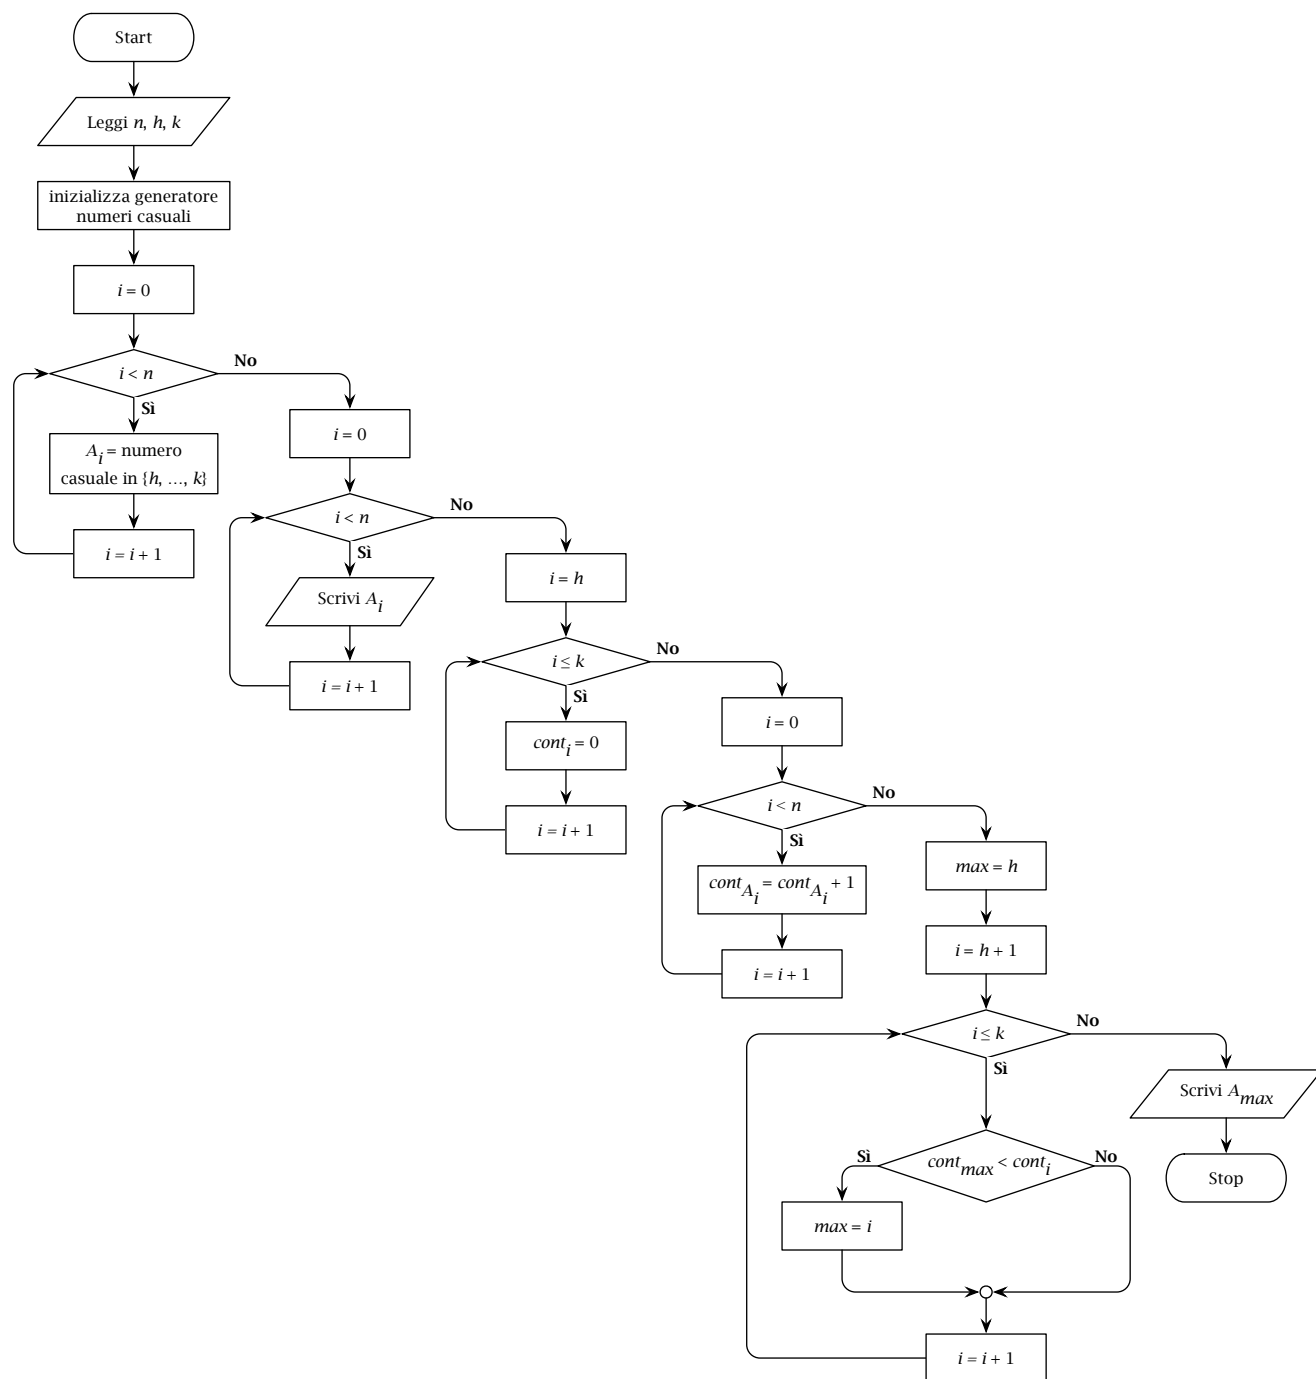 Start
Leggi n, h, k
inizializza generatore
numeri casuali
i = 0
i < n
No
Sì
A_i = numero
casuale in {h, …, k}
i = i + 1
i = 0
i < n
No
Sì
Scrivi A_i
i = i + 1
i = h
i ≤ k
No
Sì
cont_i = 0
i = i + 1
i = 0
i < n
No
Sì
cont_{A_i} = cont_{A_i} + 1
i = i + 1
max = h
i = h + 1
i ≤ k
No
Sì
cont_max < cont_i
Sì
No
max = i
i = i + 1
Scrivi A_max
Stop